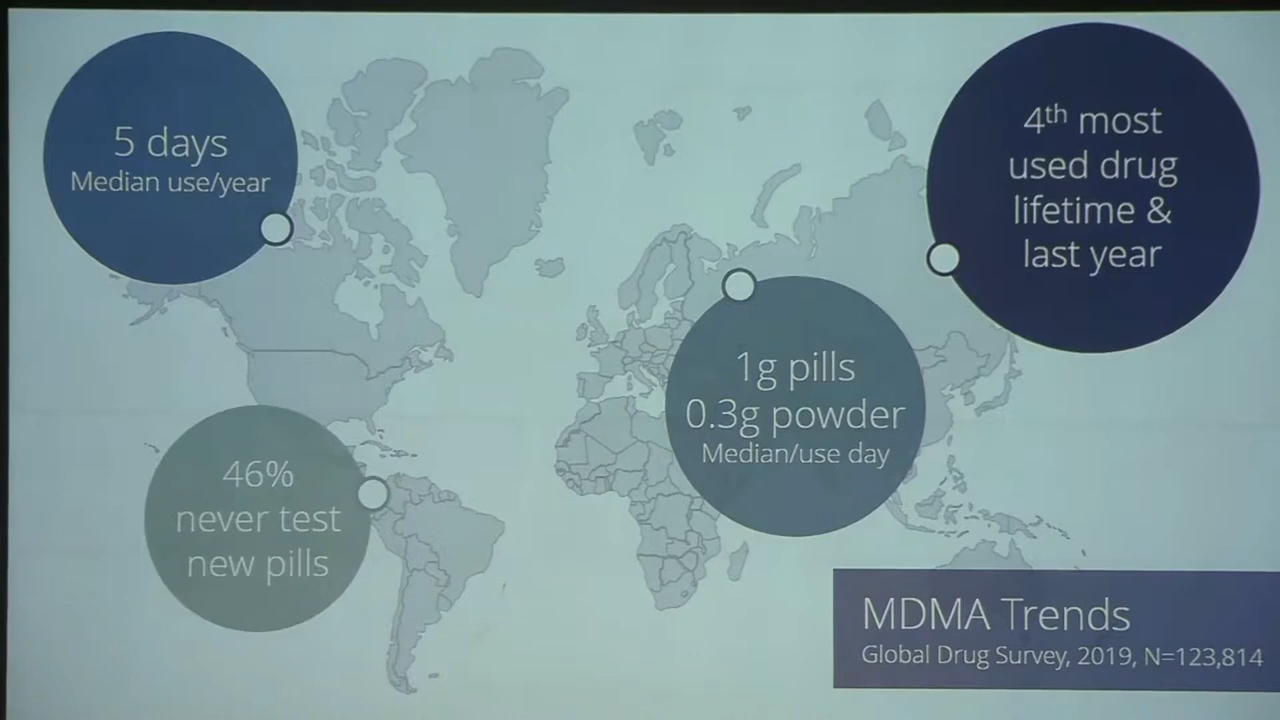 5 days
Median use/year
4th most
used drug
lifetime &
last year
1g pills
0.3g powder
Median/use day
46%
never test
new pills
MDMA Trends
Global Drug Survey, 2019, N=123,814